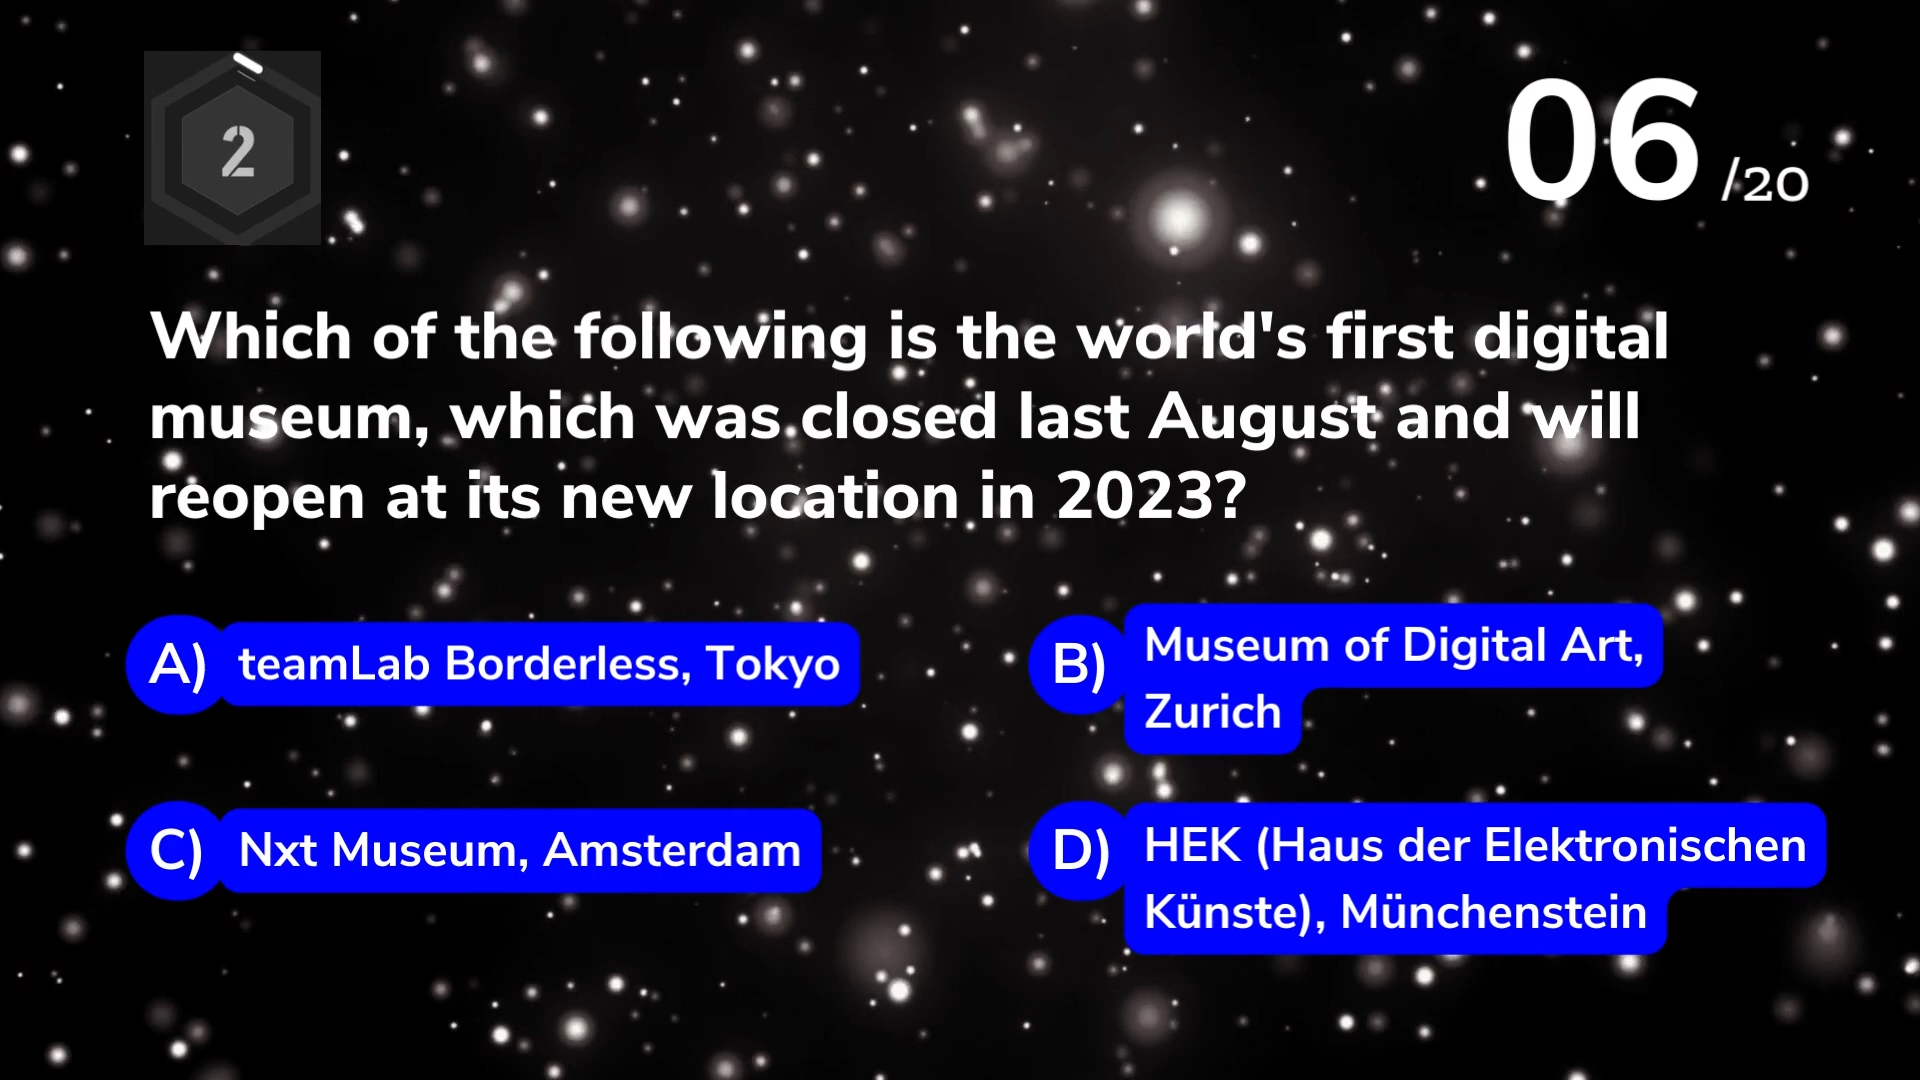 2
06 /20
Which of the following is the world's first digital
museum, which was closed last August and will
reopen at its new location in 2023?
A) teamLab Borderless, Tokyo
B) Museum of Digital Art,
Zurich
C) Nxt Museum, Amsterdam
D) HEK (Haus der Elektronischen
Künste), Münchenstein